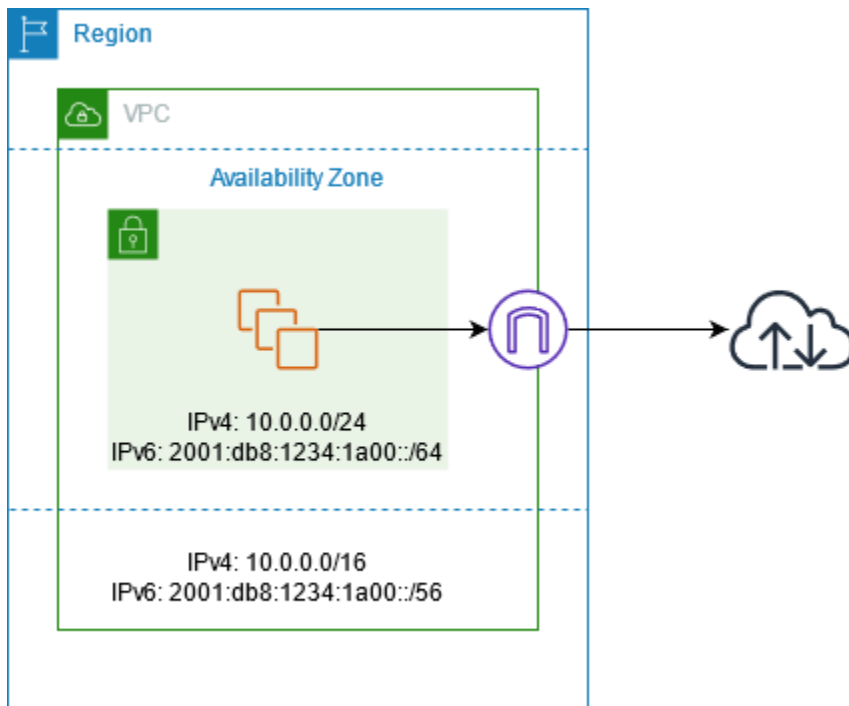 Region
VPC
Availability Zone
IPv4: 10.0.0.0/24
IPv6: 2001:db8:1234:1a00::/64
IPv4: 10.0.0.0/16
IPv6: 2001:db8:1234:1a00::/56